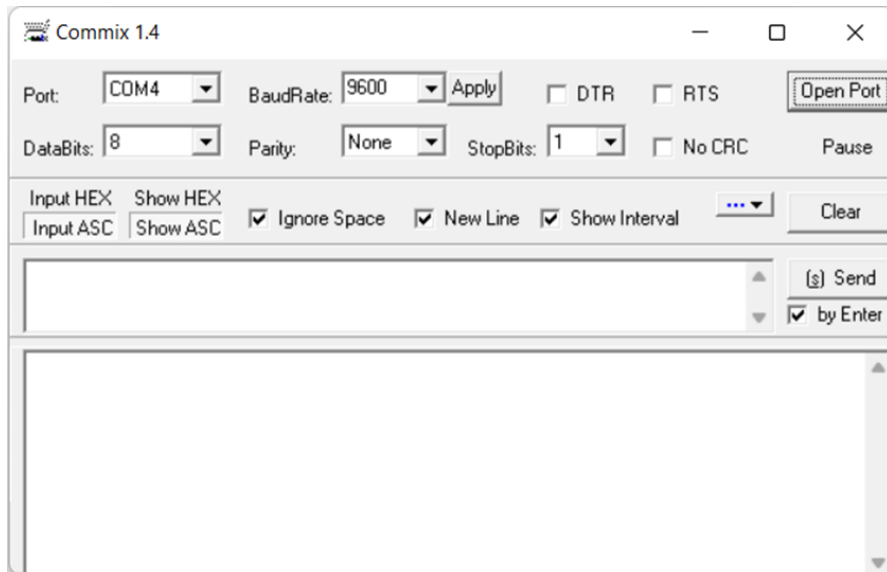 Commix 1.4
Port: COM4 BaudRate: 9600 Apply DTR RTS Open Port
DataBits: 8 Parity: None StopBits: 1 No CRC Pause
Input HEX Show HEX
Input ASC Show ASC Ignore Space New Line Show Interval ... Clear
(s) Send
by Enter